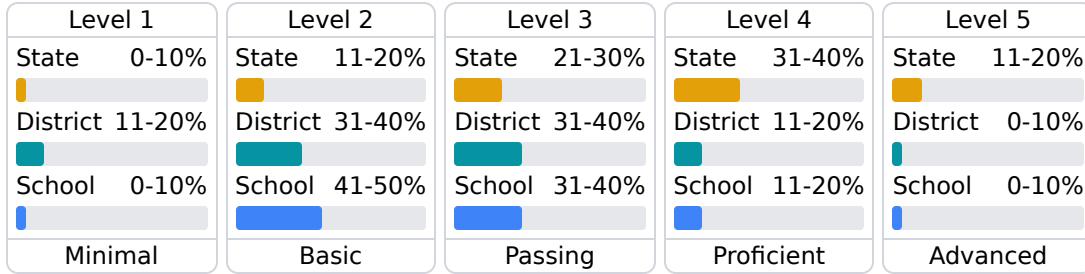 Level 1
State 0-10%
District 11-20%
School 0-10%
Minimal
Level 2
State 11-20%
District 31-40%
School 41-50%
Basic
Level 3
State 21-30%
District 31-40%
School 31-40%
Passing
Level 4
State 31-40%
District 11-20%
School 11-20%
Proficient
Level 5
State 11-20%
District 0-10%
School 0-10%
Advanced